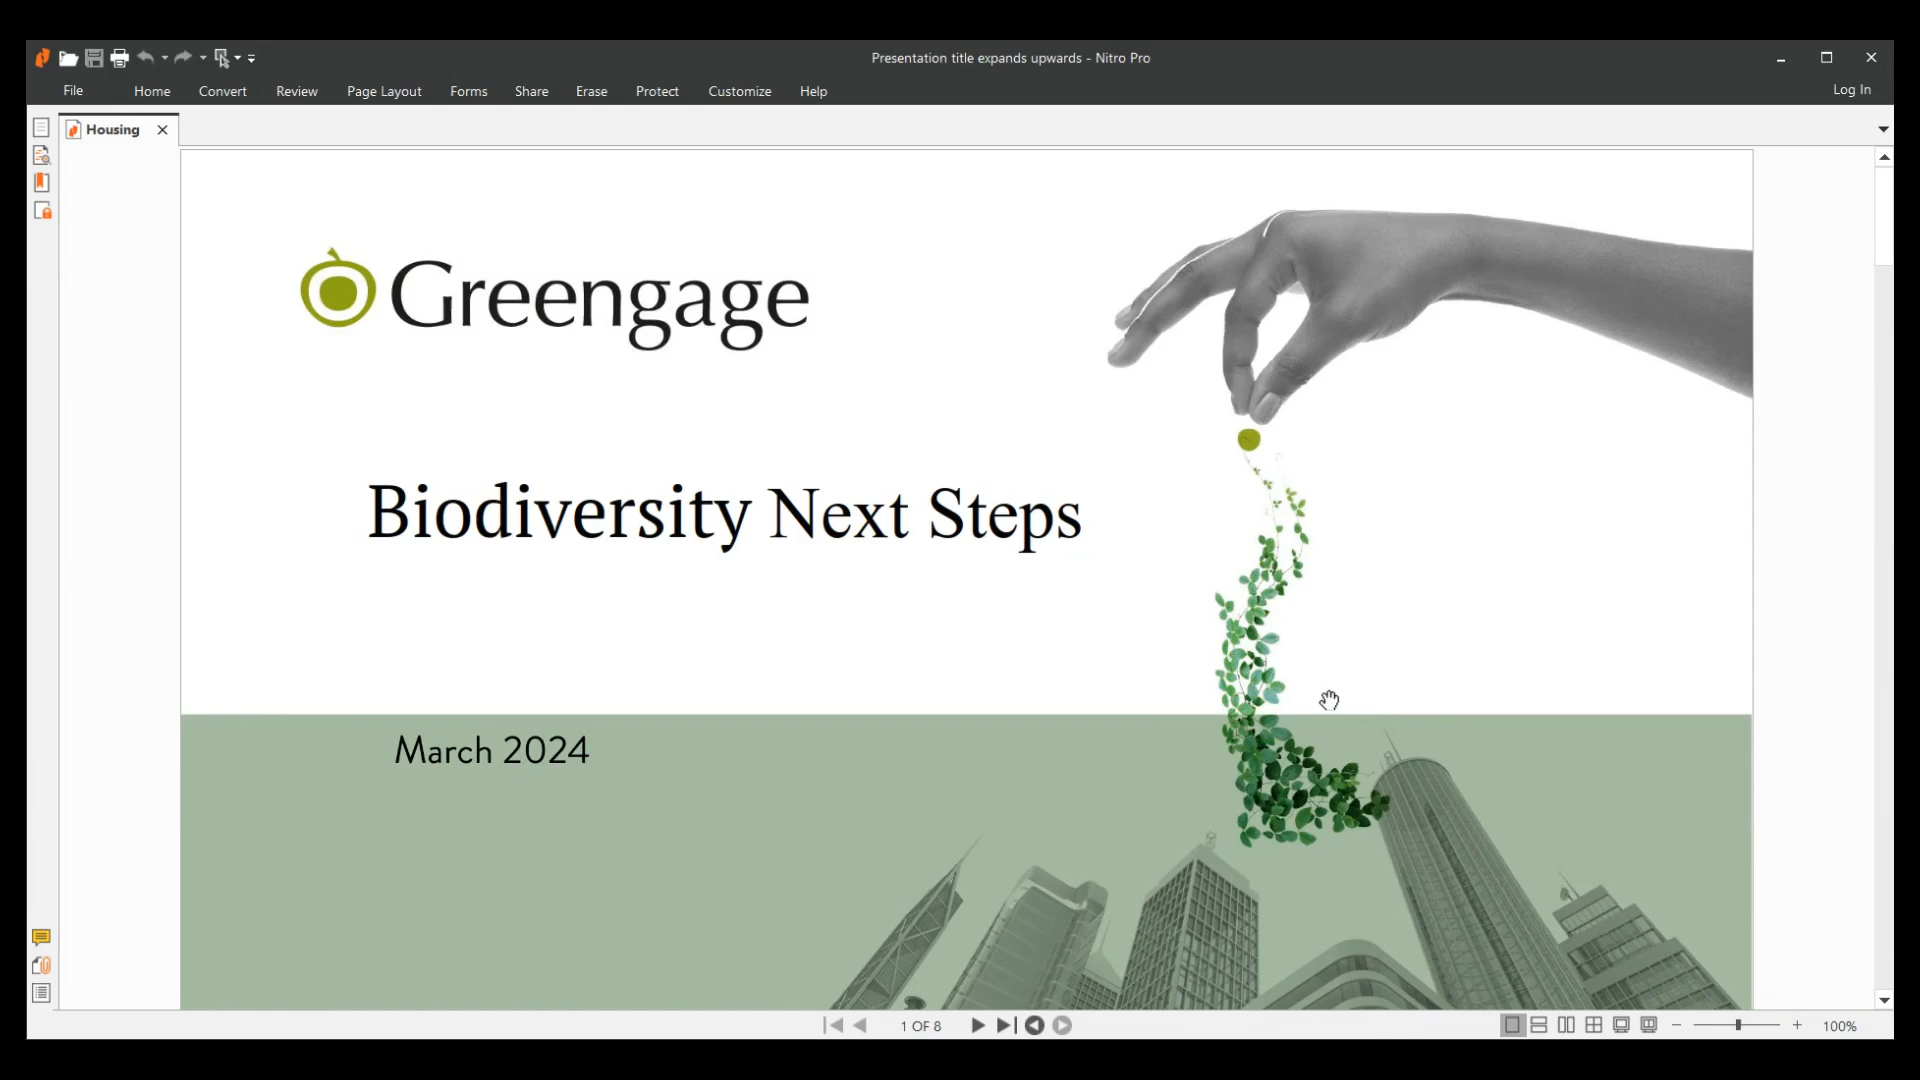 Presentation title expands upwards - Nitro Pro
File Home Convert Review Page Layout Forms Share Erase Protect Customize Help Log In
Housing
Greengage
Biodiversity Next Steps
March 2024
1 OF 8 100%